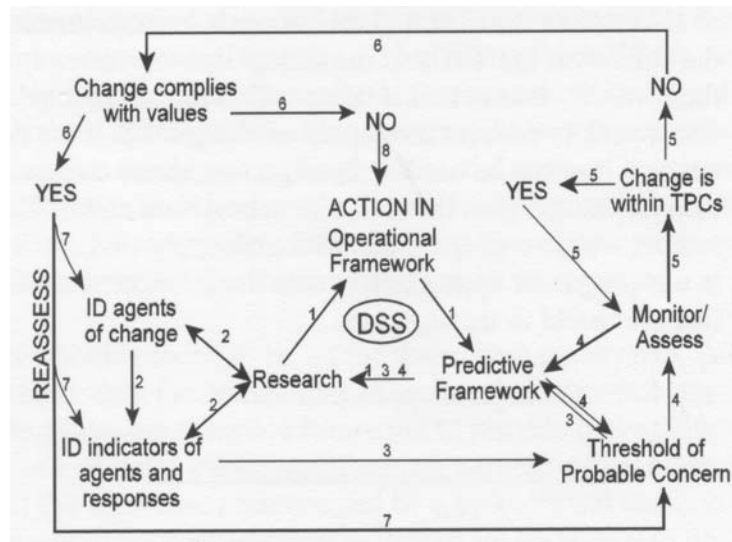 6
Change complies
with values
6
NO
NO
6
8
5
YES
YES
5
Change is
within TPCs
ACTION IN
Operational
Framework
7
5
5
ID agents
of change
1
DSS
1
Monitor/
Assess
REASSESS
2
4
2
Research
1 3 4
Predictive
Framework
7
2
4
3
4
ID indicators of
agents and
responses
3
Threshold of
Probable Concern
7